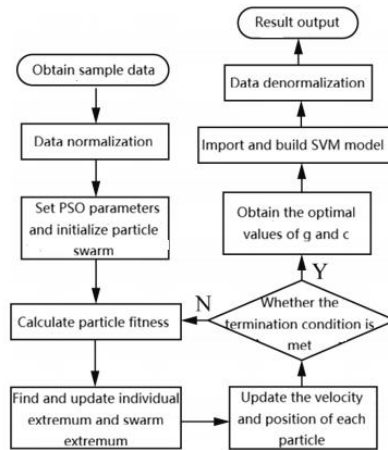 Obtain sample data
Data normalization
Set PSO parameters
and initialize particle
swarm
Calculate particle fitness
Find and update individual
extremum and swarm
extremum
Update the velocity
and position of each
particle
Whether the
termination condition is
met
N
Y
Obtain the optimal
values of g and c
Import and build SVM model
Data denormalization
Result output